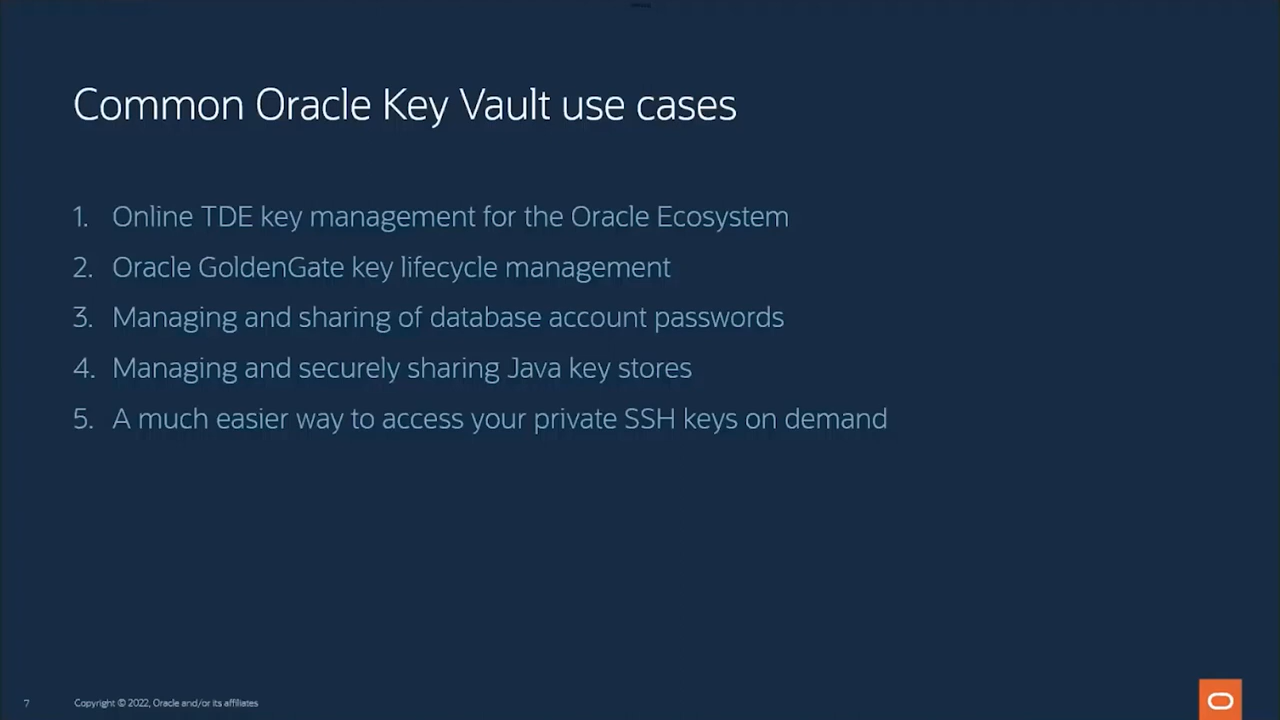 Common Oracle Key Vault use cases
1. Online TDE key management for the Oracle Ecosystem
2. Oracle GoldenGate key lifecycle management
3. Managing and sharing of database account passwords
4. Managing and securely sharing Java key stores
5. A much easier way to access your private SSH keys on demand
7 Copyright © 2022, Oracle and/or its affiliates